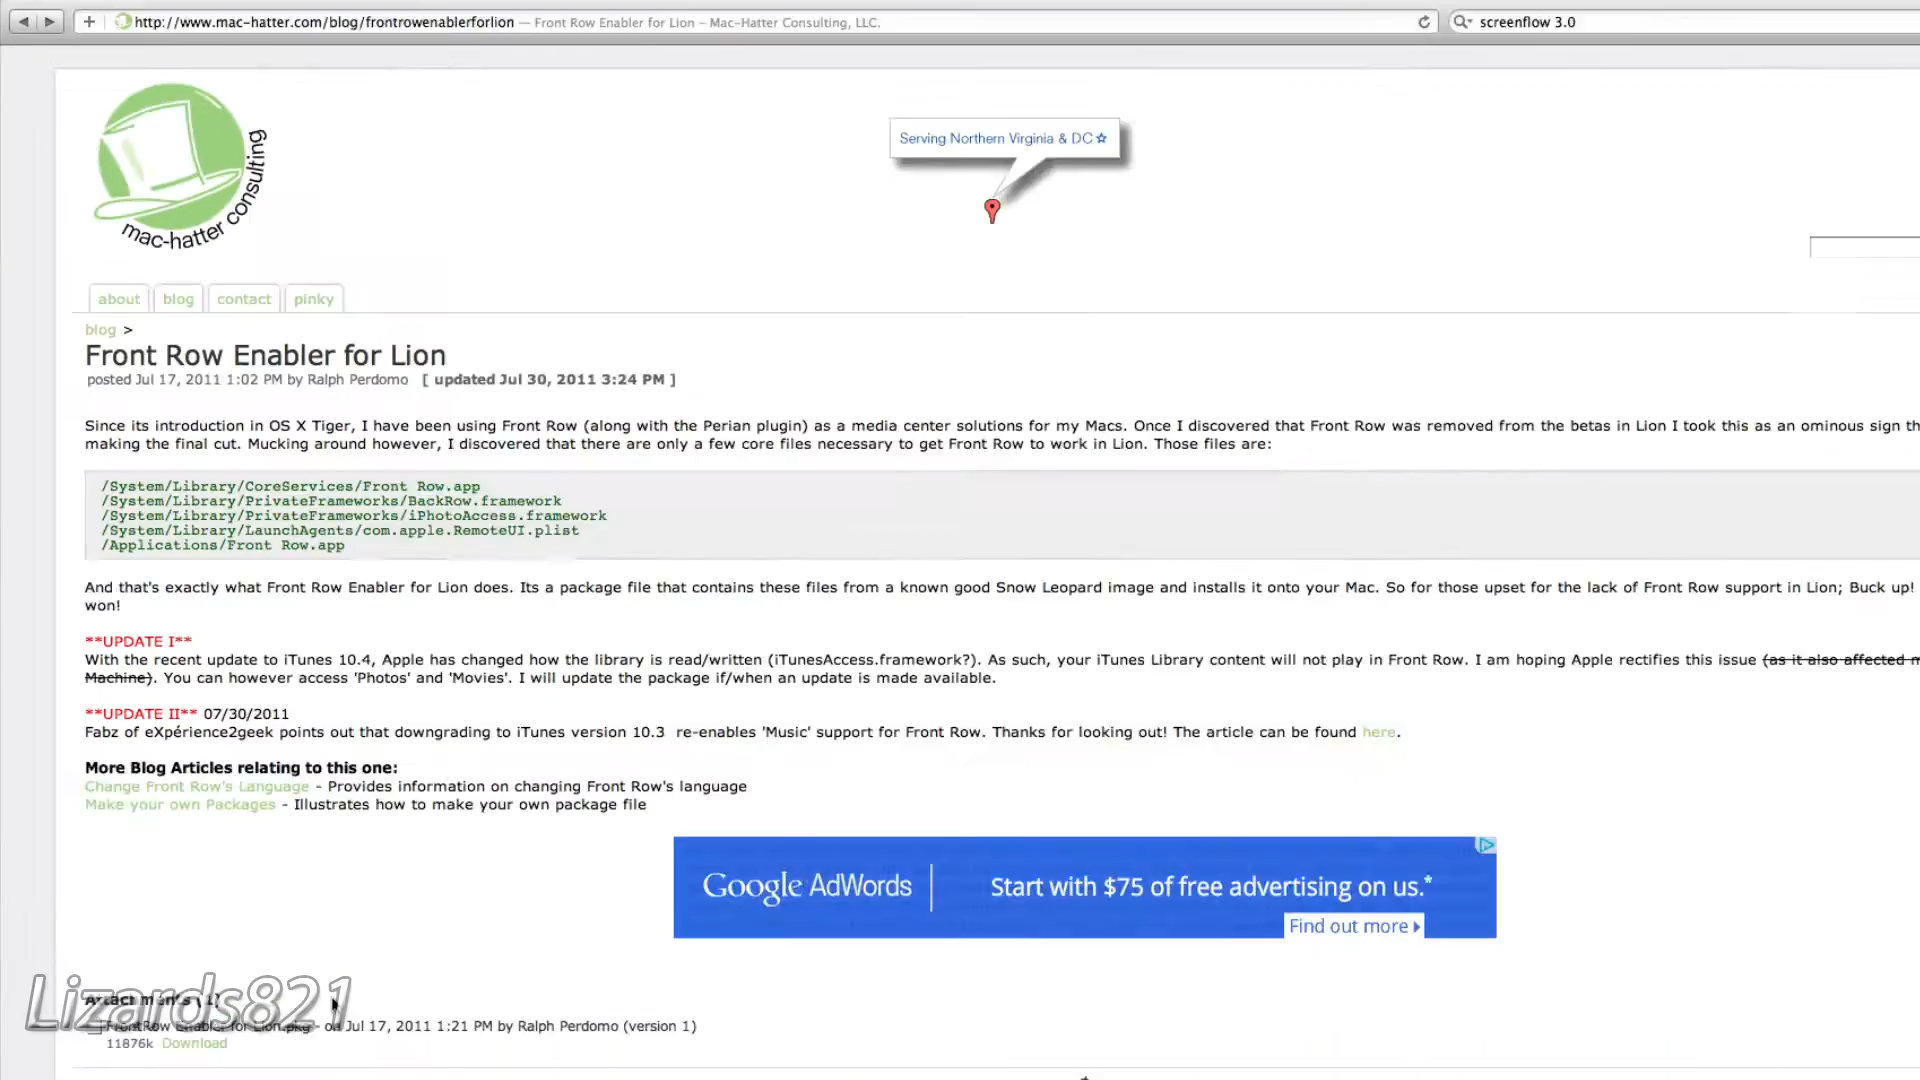 http://www.mac-hatter.com/blog/frontrowenablerforlion — Front Row Enabler for Lion – Mac-Hatter Consulting, LLC.
screenflow 3.0
mac-hatter consulting
Serving Northern Virginia & DC
about blog contact pinky
blog >
Front Row Enabler for Lion
posted Jul 17, 2011 1:02 PM by Ralph Perdomo [ updated Jul 30, 2011 3:24 PM ]
Since its introduction in OS X Tiger, I have been using Front Row (along with the Perian plugin) as a media center solutions for my Macs. Once I discovered that Front Row was removed from the betas in Lion I took this as an ominous sign th
making the final cut. Mucking around however, I discovered that there are only a few core files necessary to get Front Row to work in Lion. Those files are:
/System/Library/CoreServices/Front Row.app
/System/Library/PrivateFrameworks/BackRow.framework
/System/Library/PrivateFrameworks/iPhotoAccess.framework
/System/Library/LaunchAgents/com.apple.RemoteUI.plist
/Applications/Front Row.app
And that's exactly what Front Row Enabler for Lion does. Its a package file that contains these files from a known good Snow Leopard image and installs it onto your Mac. So for those upset for the lack of Front Row support in Lion; Buck up!
won!
**UPDATE I**
With the recent update to iTunes 10.4, Apple has changed how the library is read/written (iTunesAccess.framework?). As such, your iTunes Library content will not play in Front Row. I am hoping Apple rectifies this issue (as it also affected m
Machine). You can however access 'Photos' and 'Movies'. I will update the package if/when an update is made available.
**UPDATE II** 07/30/2011
Fabz of eXpérience2geek points out that downgrading to iTunes version 10.3 re-enables 'Music' support for Front Row. Thanks for looking out! The article can be found here.
More Blog Articles relating to this one:
Change Front Row's Language - Provides information on changing Front Row's language
Make your own Packages - Illustrates how to make your own package file
Google AdWords
Start with $75 of free advertising on us.*
Find out more
Lizards821
Attachments (1)
FrontRow Enabler for Lion.pkg - on Jul 17, 2011 1:21 PM by Ralph Perdomo (version 1)
11876k Download